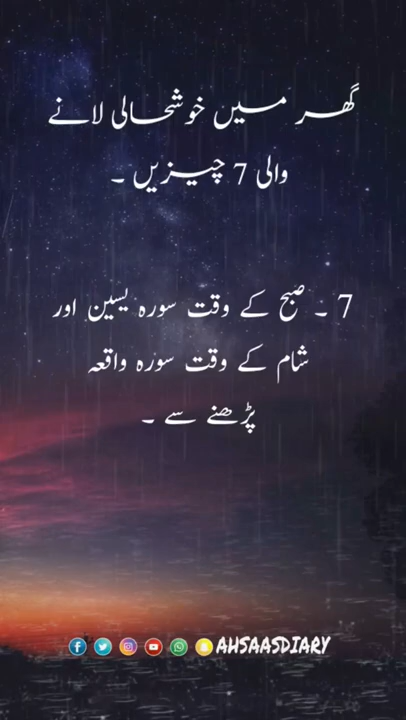 گھر میں خوشحالی لانے
والی 7 چیزیں ۔
7 ۔ صبح کے وقت سورہ یسین اور
شام کے وقت سورہ واقعہ
پڑھنے سے ۔
AHSAASDIARY